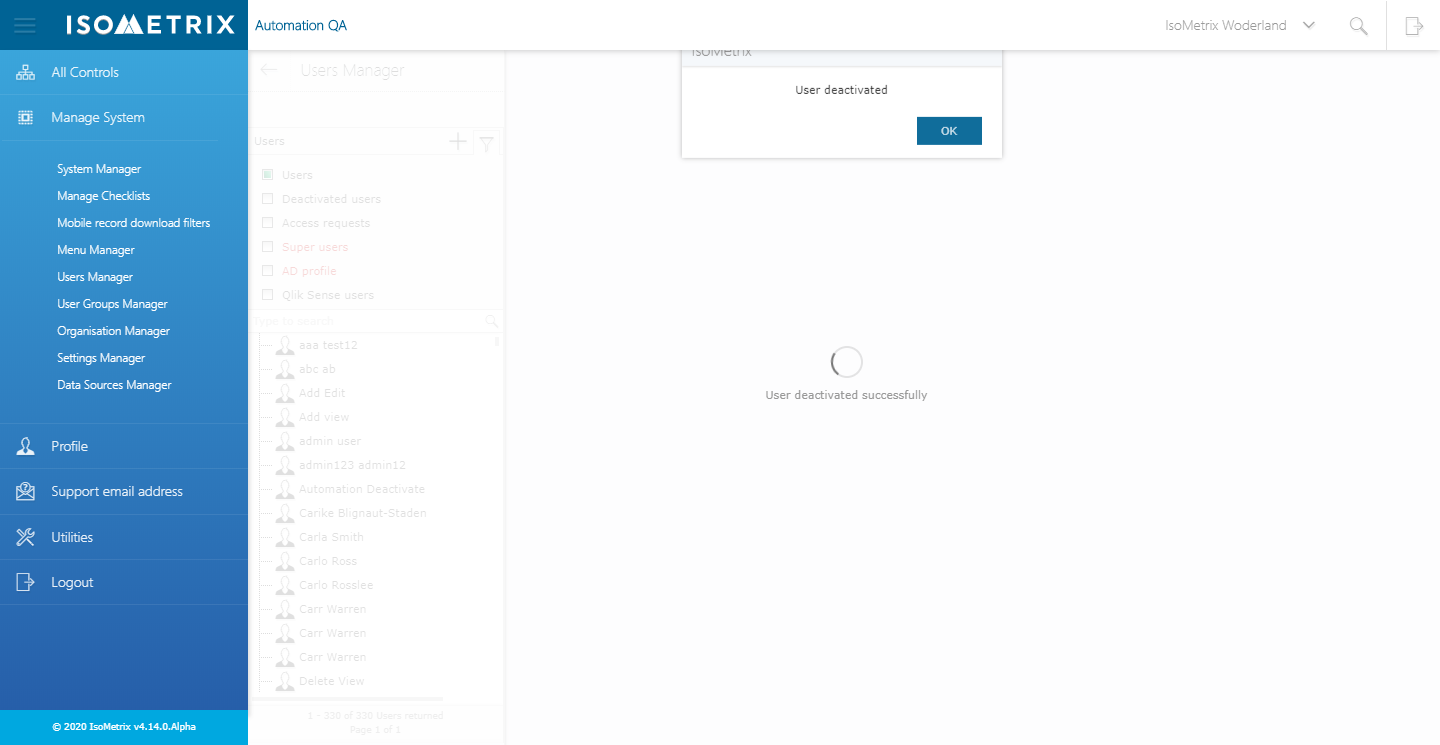 ISOMETRIX
Automation QA
IsoMetrix Woderland
All Controls
Manage System
System Manager
Manage Checklists
Mobile record download filters
Menu Manager
Users Manager
User Groups Manager
Organisation Manager
Settings Manager
Data Sources Manager
Profile
Support email address
Utilities
Logout
© 2020 IsoMetrix v4.14.0.Alpha
Users Manager
Users
Users
Deactivated users
Access requests
Super users
AD profile
Qlik Sense users
Type to search
aaa test12
abc ab
Add Edit
Add view
admin user
admin123 admin12
Automation Deactivate
Carike Blignaut-Staden
Carla Smith
Carlo Ross
Carlo Rosslee
Carr Warren
Carr Warren
Carr Warren
Delete View
1 - 330 of 330 Users returned
Page 1 of 1
IsoMetrix
User deactivated
OK
User deactivated successfully